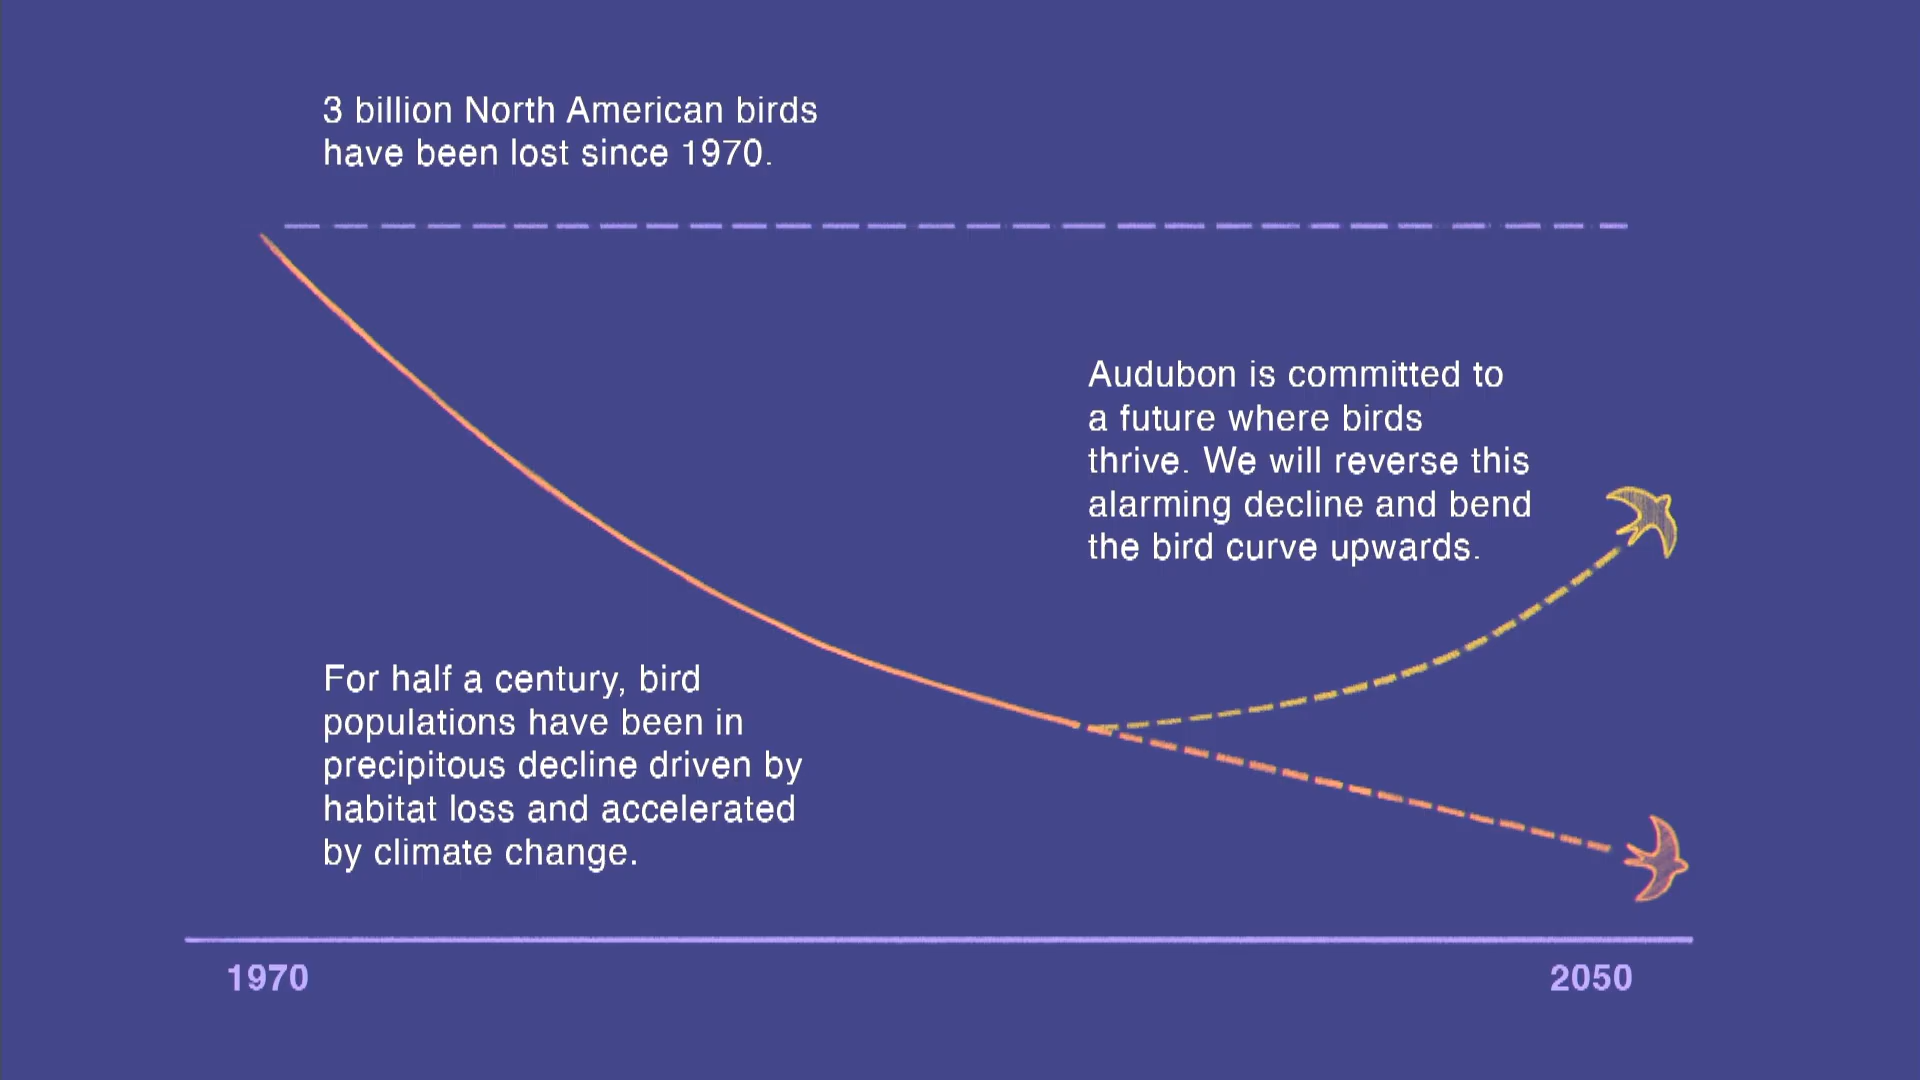 3 billion North American birds
have been lost since 1970.
Audubon is committed to
a future where birds
thrive. We will reverse this
alarming decline and bend
the bird curve upwards.
For half a century, bird
populations have been in
precipitous decline driven by
habitat loss and accelerated
by climate change.
1970
2050